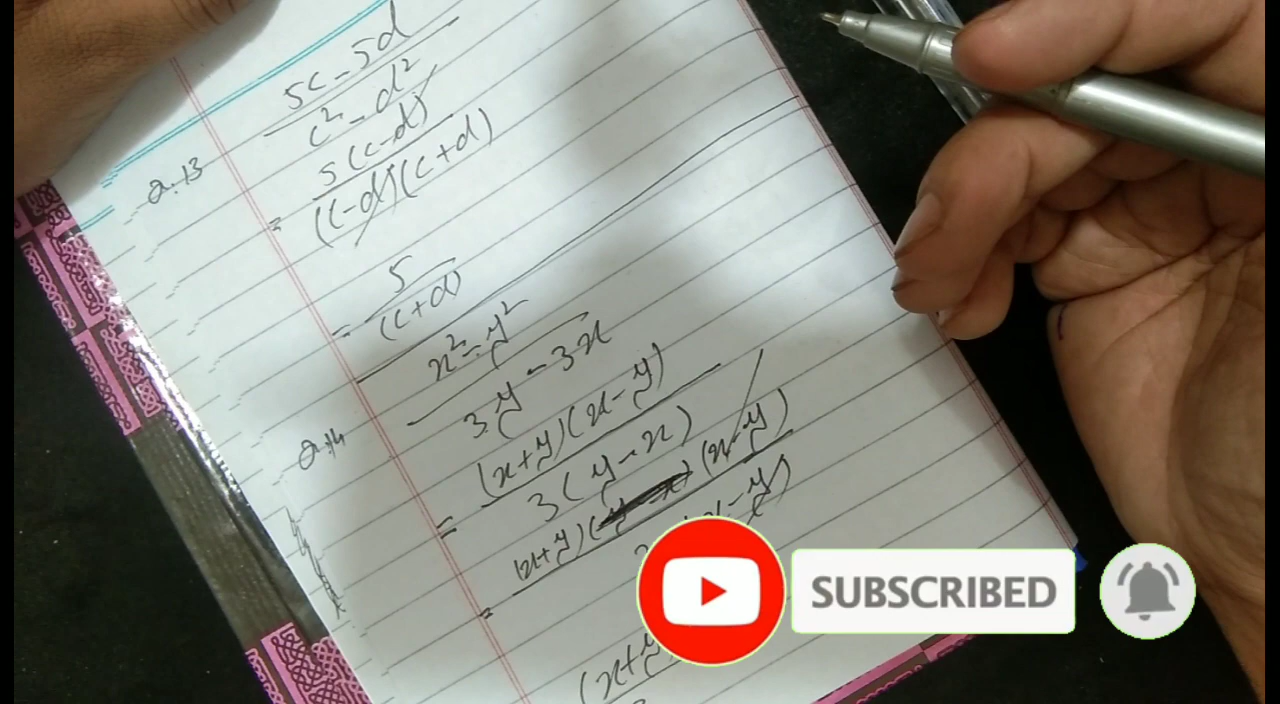 Q.13 5c - 5d
c² - d²
= 5(c-d)
(c-d)(c+d)
= 5
(c+d)
Q.14 x² - y²
3y - 3x
= (x+y)(x-y)
3(y-x)
= (x+y) (x-y)
(x-y)
(x+y
SUBSCRIBED